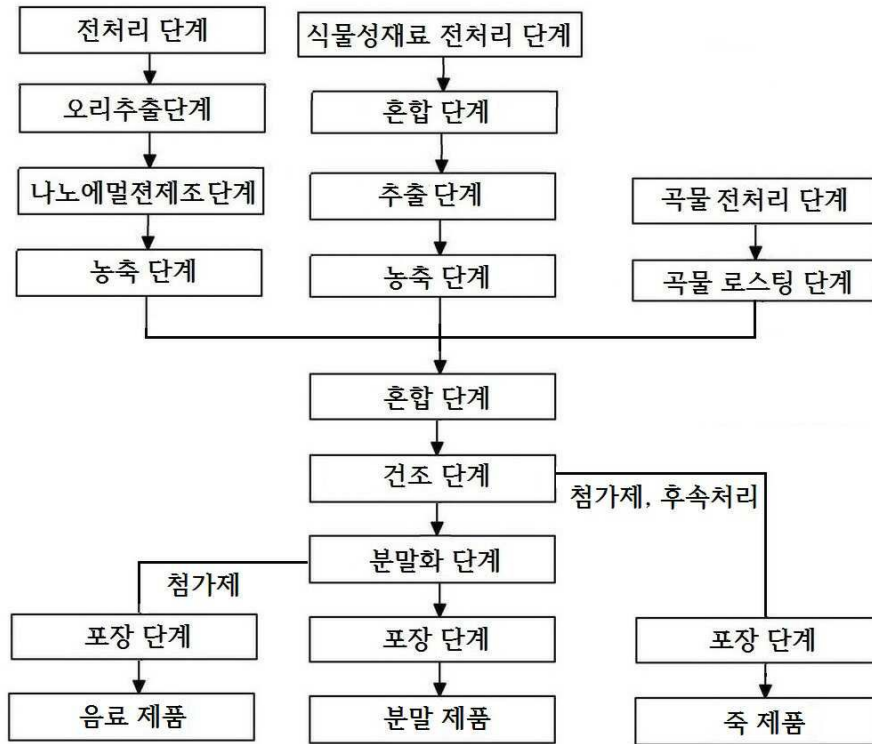 전처리 단계
식물성재료 전처리 단계
오리추출단계
혼합 단계
나노에멀젼제조단계
추출 단계
곡물 전처리 단계
농축 단계
농축 단계
곡물 로스팅 단계
혼합 단계
건조 단계
첨가제, 후속처리
분말화 단계
첨가제
포장 단계
포장 단계
포장 단계
음료 제품
분말 제품
죽 제품